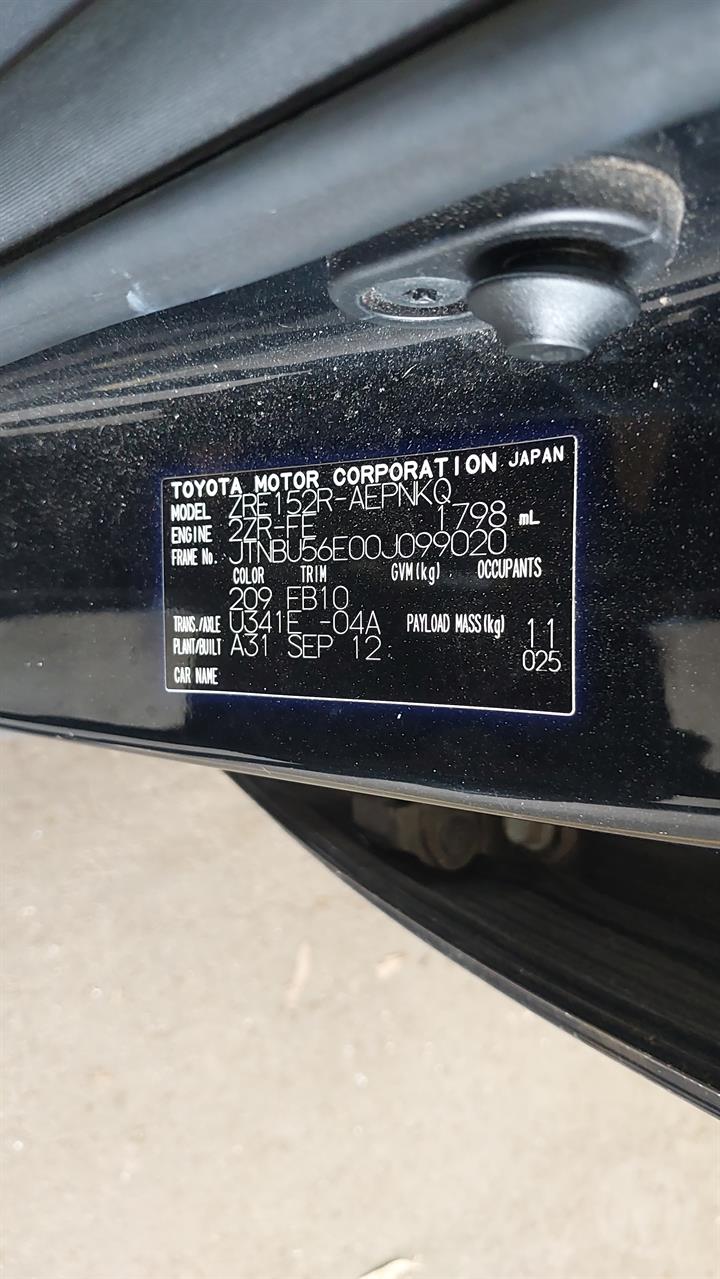 TOYOTA MOTOR CORPORATION JAPAN
MODEL ZRE152R-AEPNKQ
ENGINE 2ZR-FE 1798 mL
FRAME No. JTNBU56E00J099020
COLOR TRIM GVM(kg) OCCUPANTS
209 EB10
TRANS./AXLE U341E -04A PAYLOAD MASS(kg) 11
PLANT/BUILT A31 SEP 12 025
CAR NAME